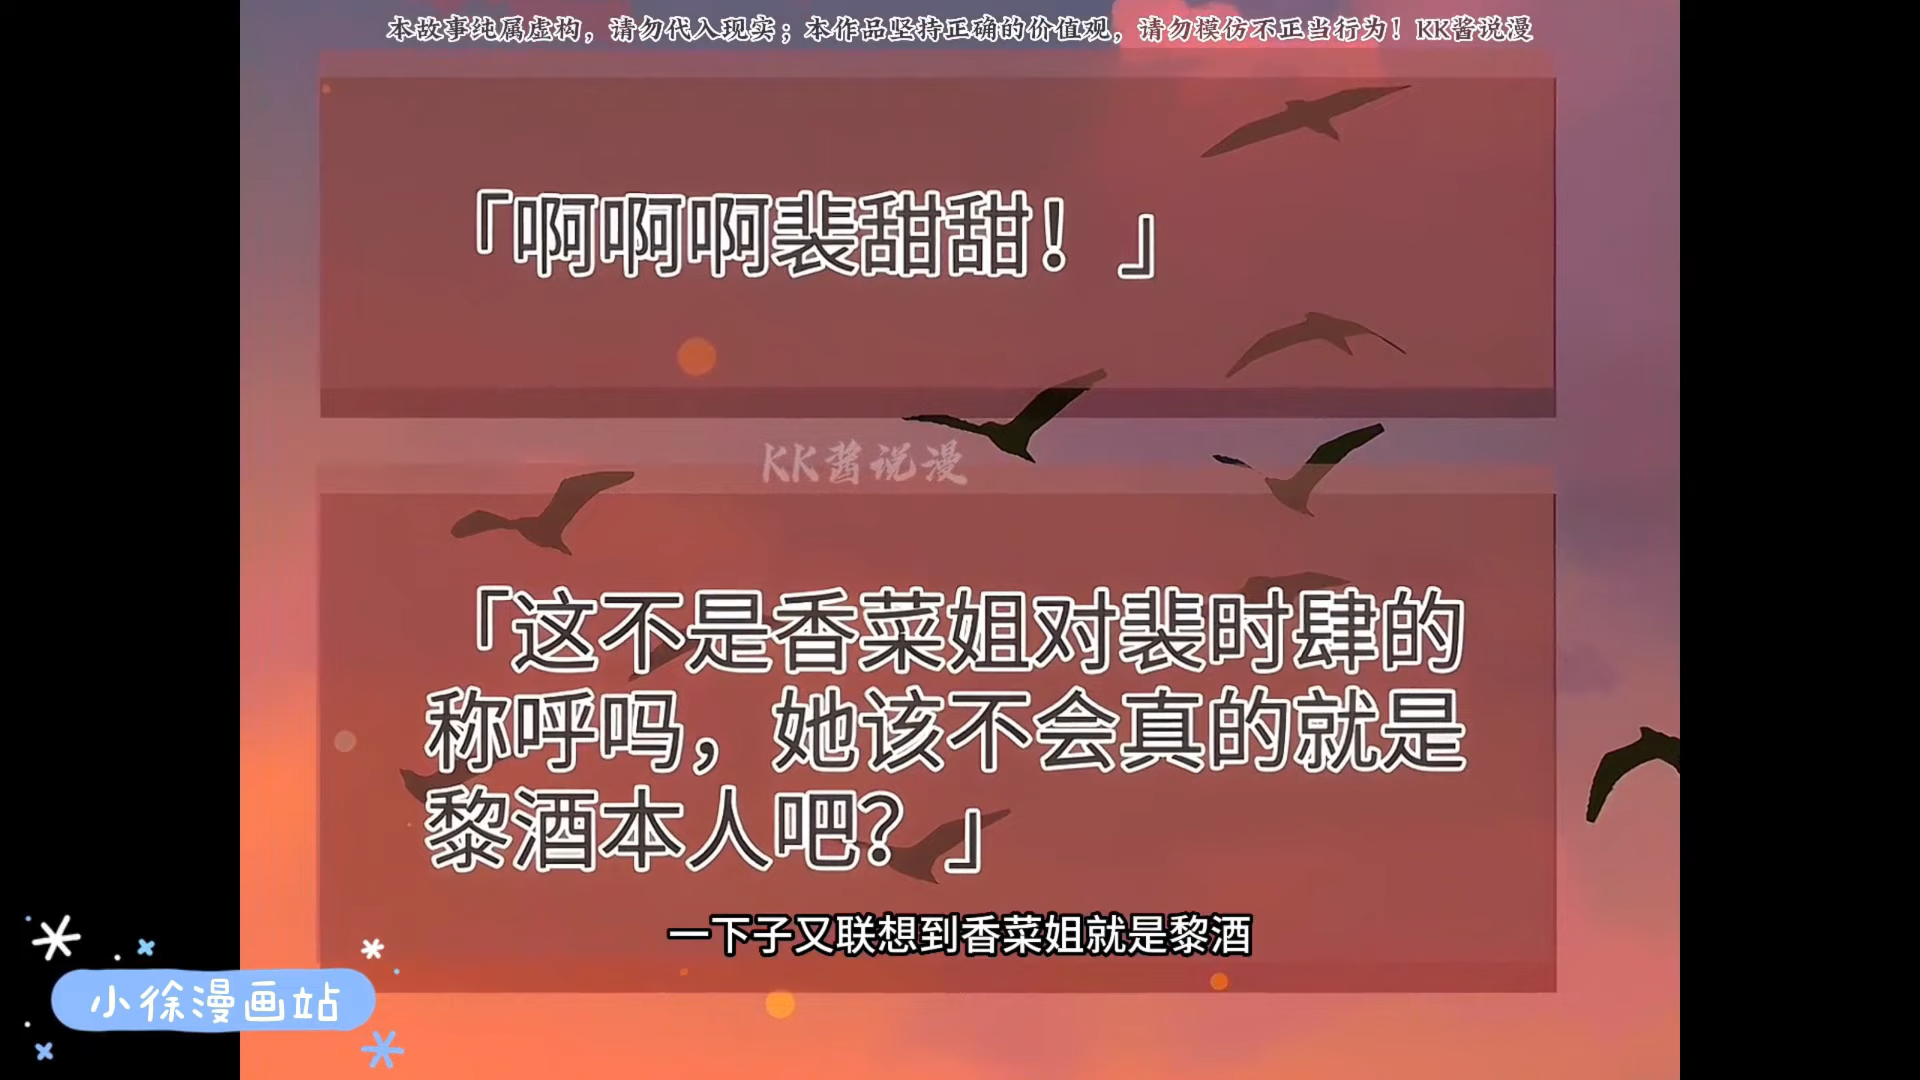 本故事纯属虚构，请勿代入现实；本作品坚持正确的价值观，请勿模仿不正当行为！KK酱说漫
「啊啊啊裴甜甜！」
KK酱说漫
「这不是香菜姐对裴时肆的
称呼吗，她该不会真的就是
黎酒本人吧？」
一下子又联想到香菜姐就是黎酒
小徐漫画站